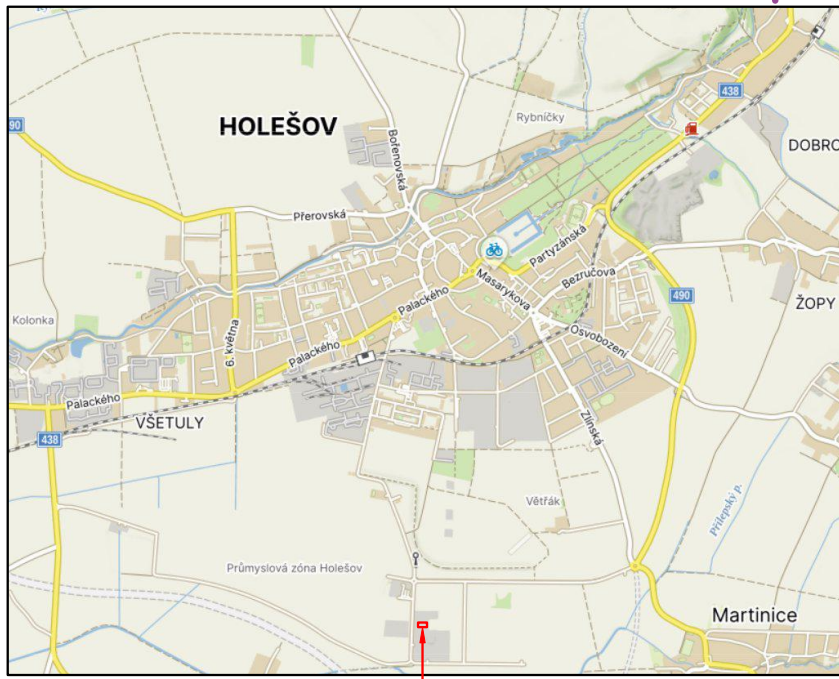 438
Rybníčky
90
HOLEŠOV
Bořenovská
DOBRO
Přerovská
Partyzánská
Masarykova
Bezručova
490
ŽOPY
Palackého
Kolonka
6. května
Palackého
Osvobození
Palackého
VŠETULY
Zlínská
438
Větřák
Přílepský p.
Průmyslová zóna Holešov
Martinice